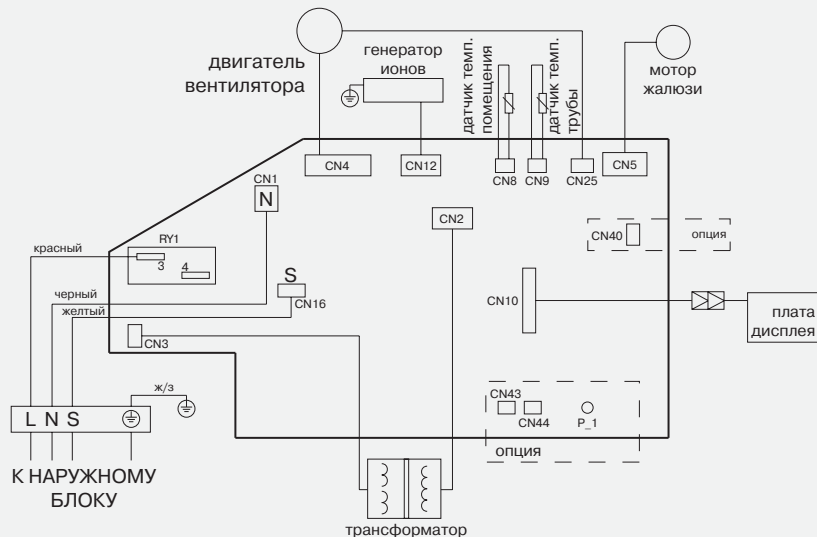 двигатель
вентилятора
генератор
ионов
датчик темп.
помещения
датчик темп.
трубы
мотор
жалюзи
CN4
CN12
CN8
CN9
CN25
CN5
CN1
N
CN2
CN40
опция
RY1
3
4
красный
S
CN16
черный
желтый
CN10
плата
дисплея
CN3
ж/з
L N S
CN43
CN44
P_1
опция
К НАРУЖНОМУ
БЛОКУ
трансформатор